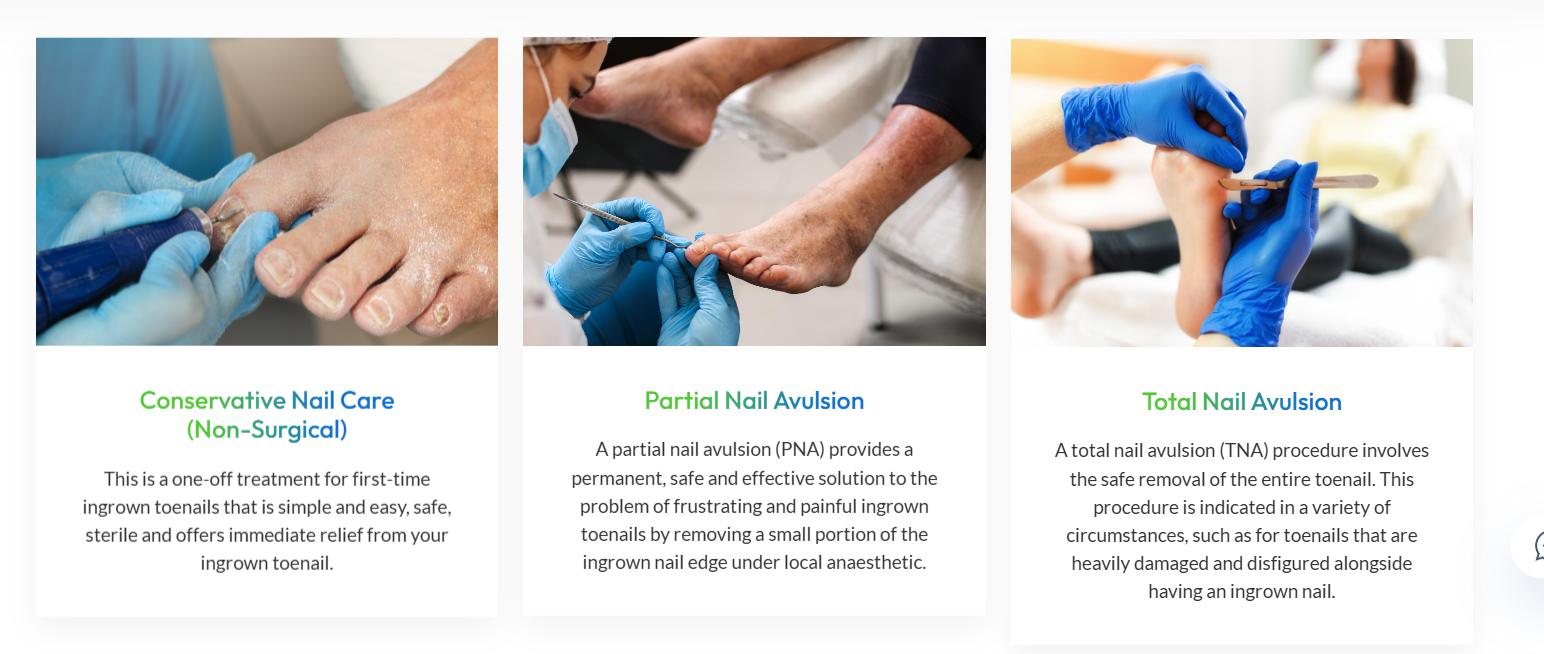 Conservative Nail Care
(Non-Surgical)
This is a one-off treatment for first-time
ingrown toenails that is simple and easy, safe,
sterile and offers immediate relief from your
ingrown toenail.
Partial Nail Avulsion
A partial nail avulsion (PNA) provides a
permanent, safe and effective solution to the
problem of frustrating and painful ingrown
toenails by removing a small portion of the
ingrown nail edge under local anaesthetic.
Total Nail Avulsion
A total nail avulsion (TNA) procedure involves
the safe removal of the entire toenail. This
procedure is indicated in a variety of
circumstances, such as for toenails that are
heavily damaged and disfigured alongside
having an ingrown nail.